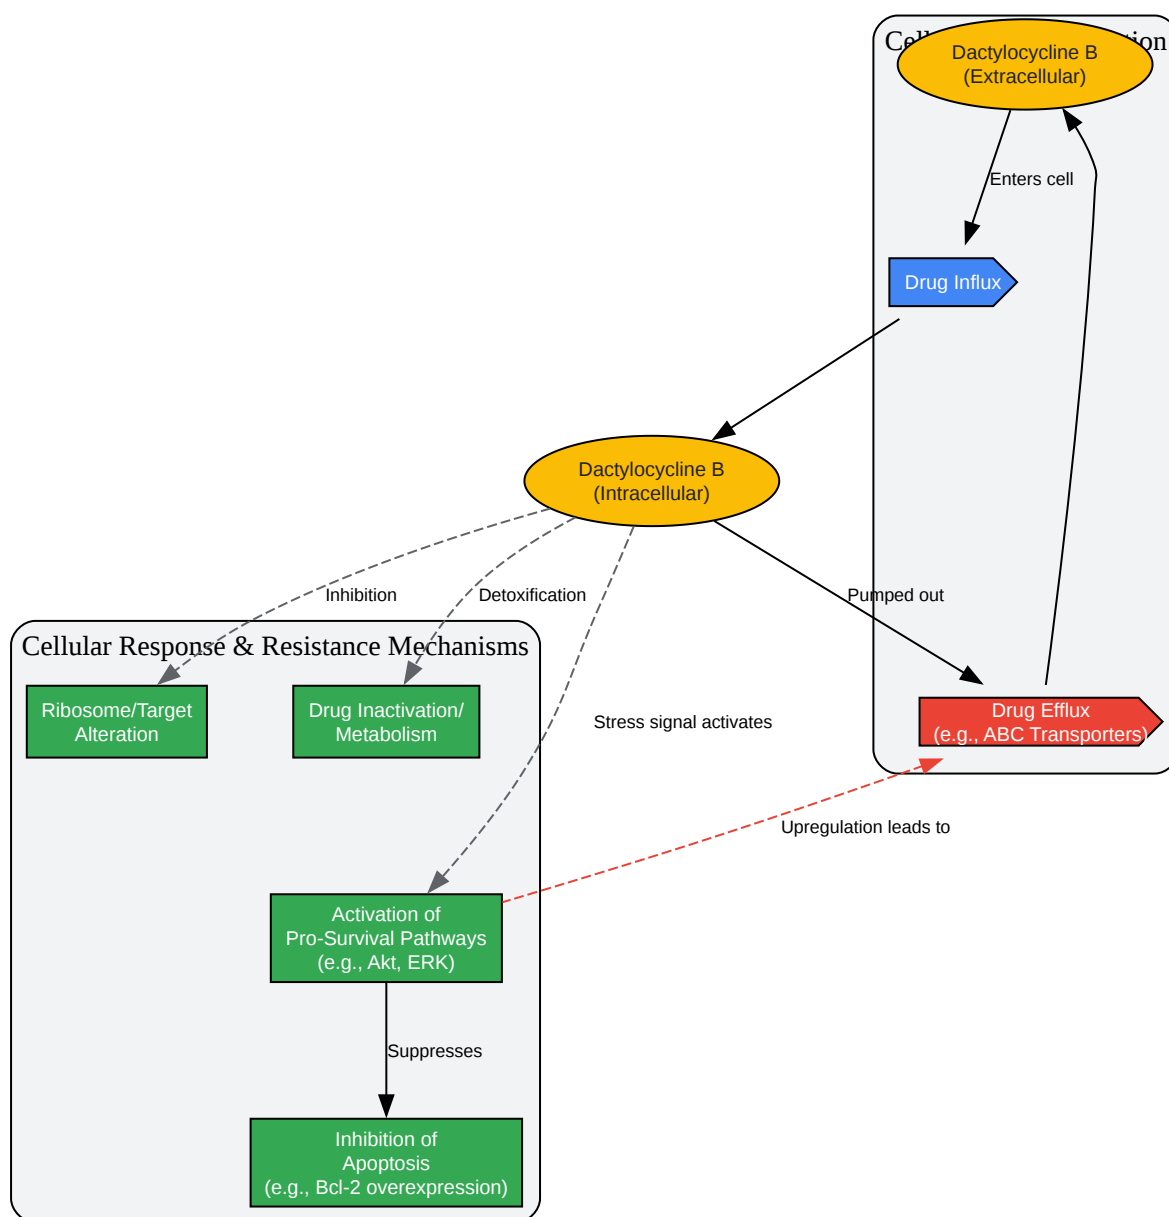 Dactylocycline B
(Extracellular)
Enters cell
Drug Influx
Dactylocycline B
(Intracellular)
Inhibition
Detoxification
Pumped out
Cellular Response & Resistance Mechanisms
Ribosome/Target
Alteration
Drug Inactivation/
Metabolism
Stress signal activates
Drug Efflux
(e.g., ABC Transporters)
Upregulation leads to
Activation of
Pro-Survival Pathways
(e.g., Akt, ERK)
Suppresses
Inhibition of
Apoptosis
(e.g., Bcl-2 overexpression)